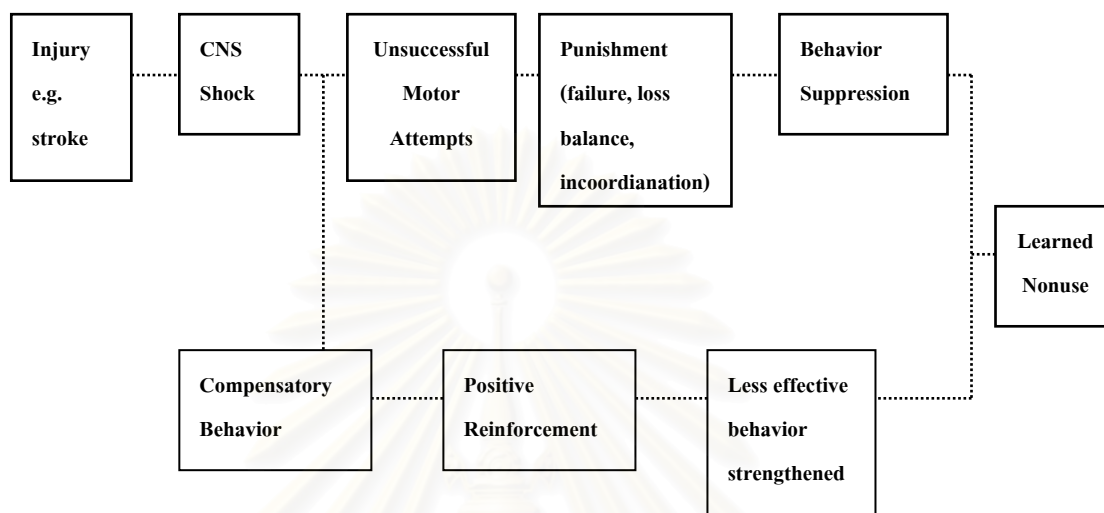 Injury
e.g.
stroke
CNS
Shock
Unsuccessful
Motor
Attempts
Punishment
(failure, loss
balance,
incoordianation)
Behavior
Suppression
Learned
Nonuse
Compensatory
Behavior
Positive
Reinforcement
Less effective
behavior
strengthened